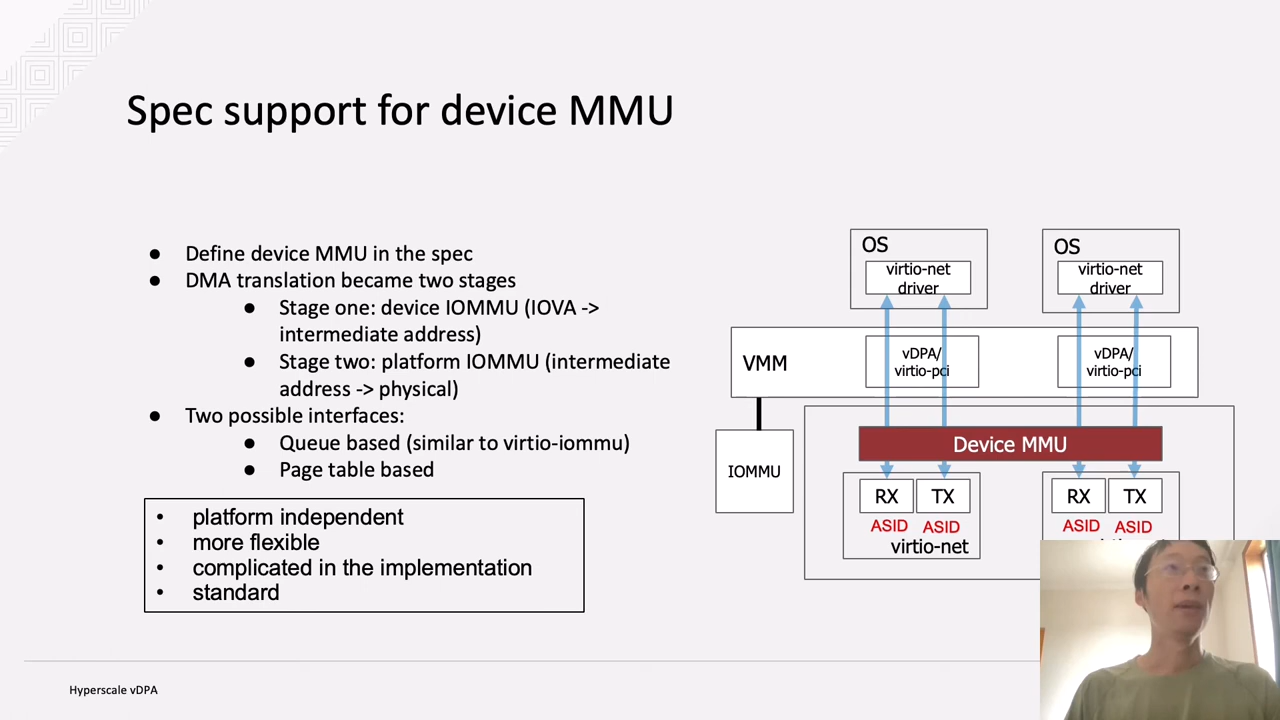 Spec support for device MMU
● Define device MMU in the spec
● DMA translation became two stages
● Stage one: device IOMMU (IOVA ->
intermediate address)
● Stage two: platform IOMMU (intermediate
address -> physical)
● Two possible interfaces:
● Queue based (similar to virtio-iommu)
● Page table based
• platform independent
• more flexible
• complicated in the implementation
• standard
OS
virtio-net
driver
OS
virtio-net
driver
VMM
vDPA/
virtio-pci
vDPA/
virtio-pci
IOMMU
Device MMU
RX
TX
RX
TX
ASID
ASID
ASID
ASID
virtio-net
Hyperscale vDPA